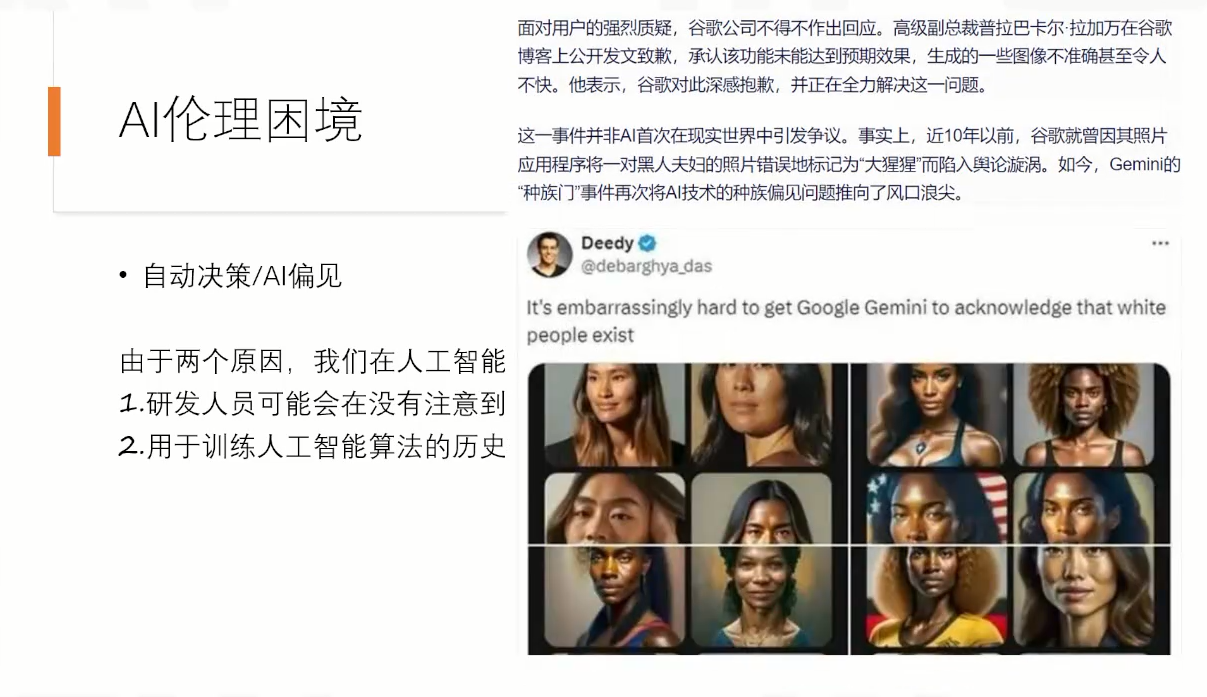 AI伦理困境
• 自动决策/AI偏见
由于两个原因，我们在人工智能
1.研发人员可能会在没有注意到
2.用于训练人工智能算法的历史
面对用户的强烈质疑，谷歌公司不得不作出回应。高级副总裁普拉巴卡尔·拉加万在谷歌
博客上公开发文致歉，承认该功能未能达到预期效果，生成的一些图像不准确甚至令人
不快。他表示，谷歌对此深感抱歉，并正在全力解决这一问题。
这一事件并非AI首次在现实世界中引发争议。事实上，近10年以前，谷歌就曾因其照片
应用程序将一对黑人夫妇的照片错误地标记为“大猩猩”而陷入舆论漩涡。如今，Gemini的
“种族门”事件再次将AI技术的种族偏见问题推向了风口浪尖。
Deedy
@debarghya_das
It's embarrassingly hard to get Google Gemini to acknowledge that white
people exist